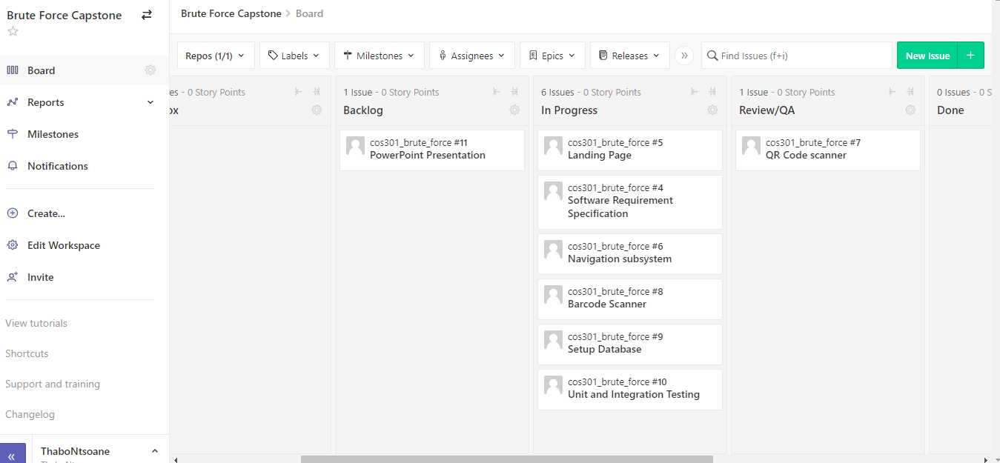 Brute Force Capstone
Board
Reports
Milestones
Notifications
Create...
Edit Workspace
Invite
View tutorials
Shortcuts
Support and training
Changelog
«
ThaboNtsoane
Brute Force Capstone > Board
Repos (1/1)
Labels
Milestones
Assignees
Epics
Releases
»
Find Issues (f+i)
New Issue +
es - 0 Story Points
ox
1 Issue - 0 Story Points
Backlog
cos301_brute_force #11
PowerPoint Presentation
6 Issues - 0 Story Points
In Progress
cos301_brute_force #5
Landing Page
cos301_brute_force #4
Software Requirement
Specification
cos301_brute_force #6
Navigation subsystem
cos301_brute_force #8
Barcode Scanner
cos301_brute_force #9
Setup Database
cos301_brute_force #10
Unit and Integration Testing
1 Issue - 0 Story Points
Review/QA
cos301_brute_force #7
QR Code scanner
0 Issues - 0 S
Done